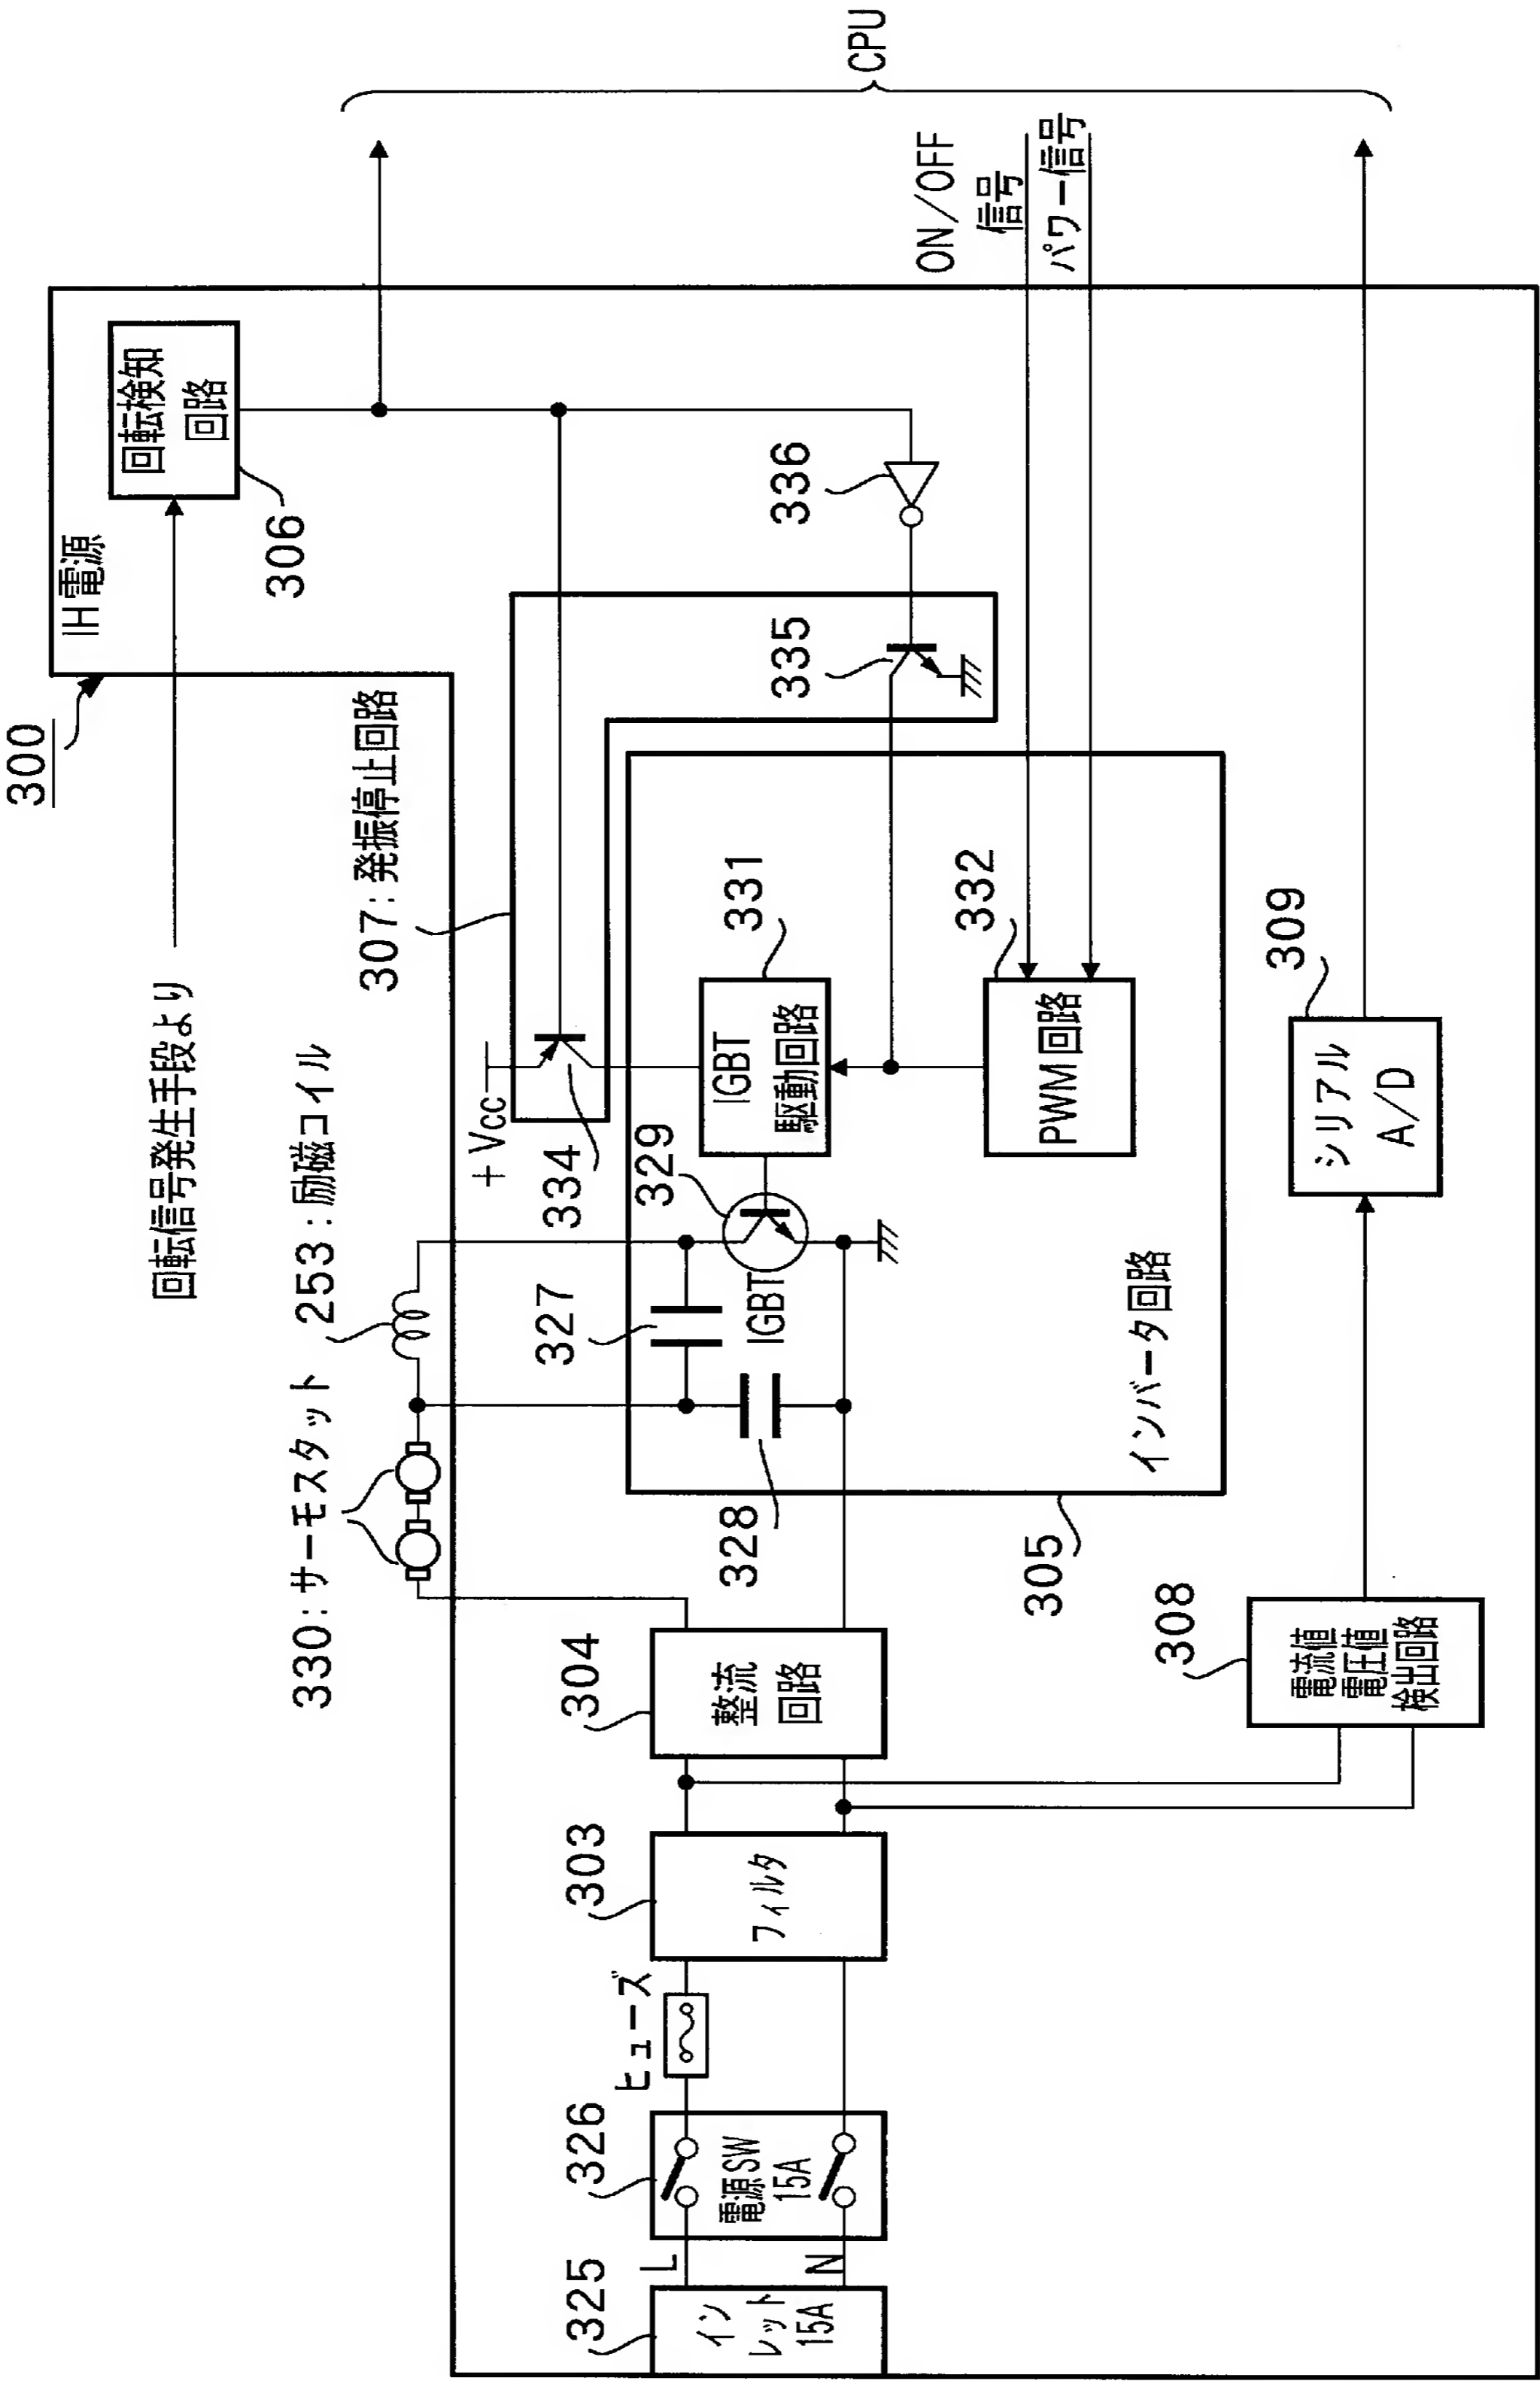 300
IH電源
回転検知
回路
306
回転信号発生手段より
CPU
ON/OFF
信号
パワー信号
307:発振停止回路
336
335
253:励磁コイル
330:サーモスタット
+Vcc
334
331
IGBT
駆動回路
332
PWM回路
329
IGBT
327
328
インバータ回路
305
309
シリアル
A/D
308
電流値
電圧値
検出回路
304
整流
回路
303
フィルタ
ヒューズ
326
電源SW
15A
325
L
N
イン
レット
15A